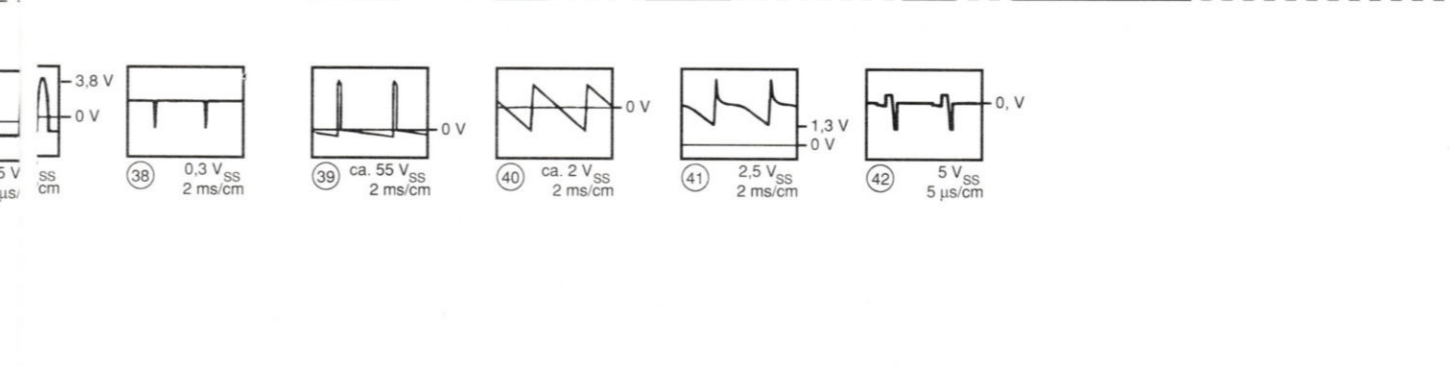 3,8 V
0 V
5 V
µs/
SS
cm
38 0,3 VSS
2 ms/cm
0 V
39 ca. 55 VSS
2 ms/cm
0 V
40 ca. 2 VSS
2 ms/cm
1,3 V
0 V
41 2,5 VSS
2 ms/cm
0, V
42 5 VSS
5 µs/cm